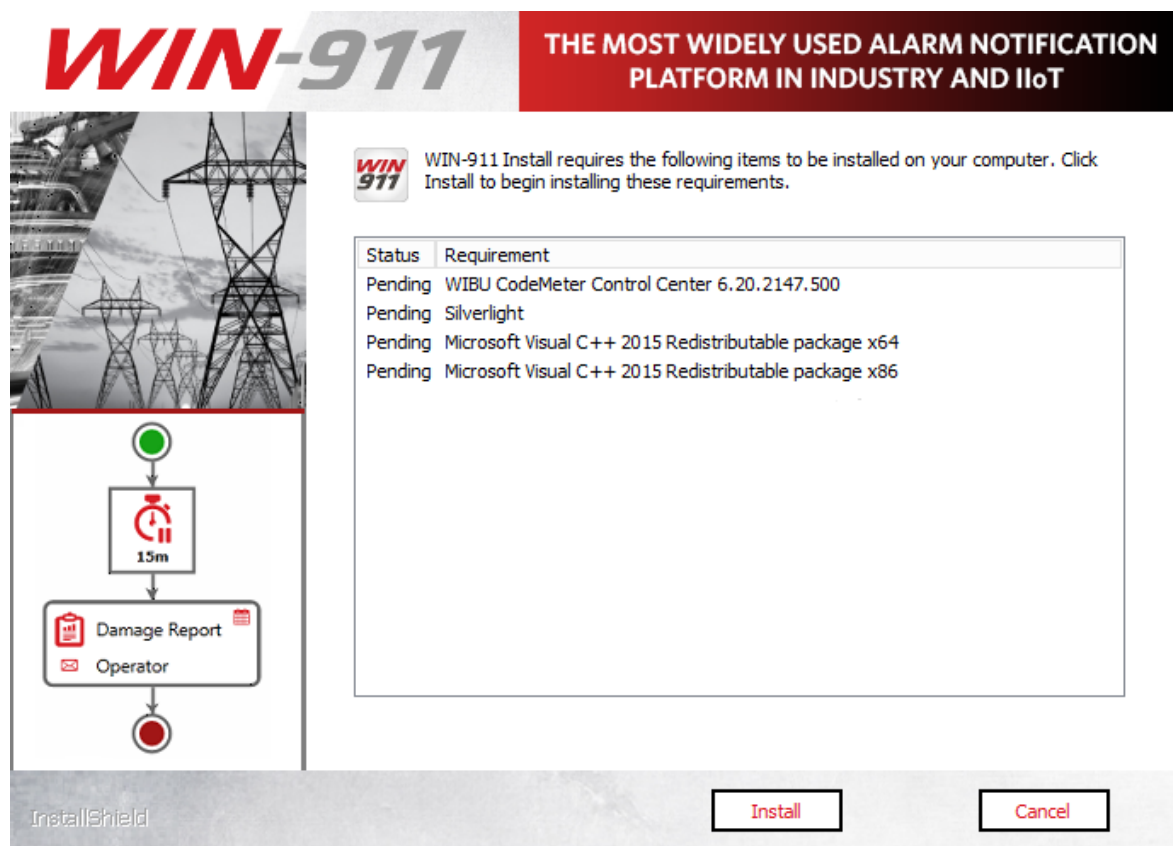 WIN-911
THE MOST WIDELY USED ALARM NOTIFICATION
PLATFORM IN INDUSTRY AND IIoT
WIN
911
WIN-911 Install requires the following items to be installed on your computer. Click
Install to begin installing these requirements.
Status Requirement
Pending WIBU CodeMeter Control Center 6.20.2147.500
Pending Silverlight
Pending Microsoft Visual C++ 2015 Redistributable package x64
Pending Microsoft Visual C++ 2015 Redistributable package x86
15m
Damage Report
Operator
InstallShield
Install
Cancel